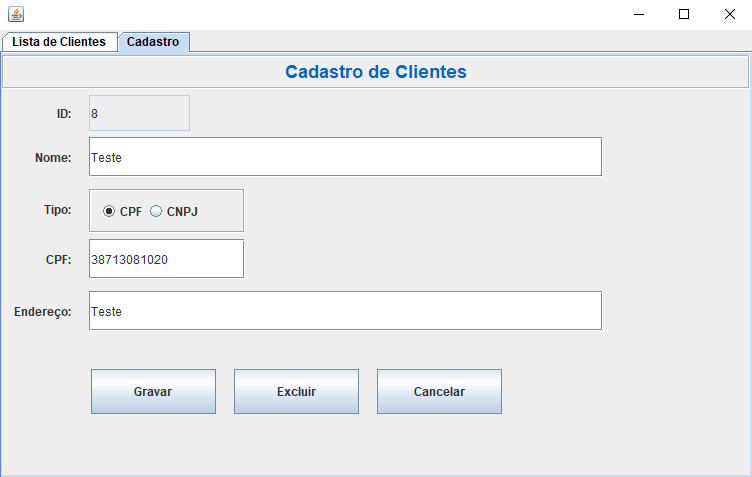 Lista de Clientes Cadastro
Cadastro de Clientes
ID: 8
Nome: Teste
Tipo: CPF CNPJ
CPF: 38713081020
Endereço: Teste
Gravar Excluir Cancelar